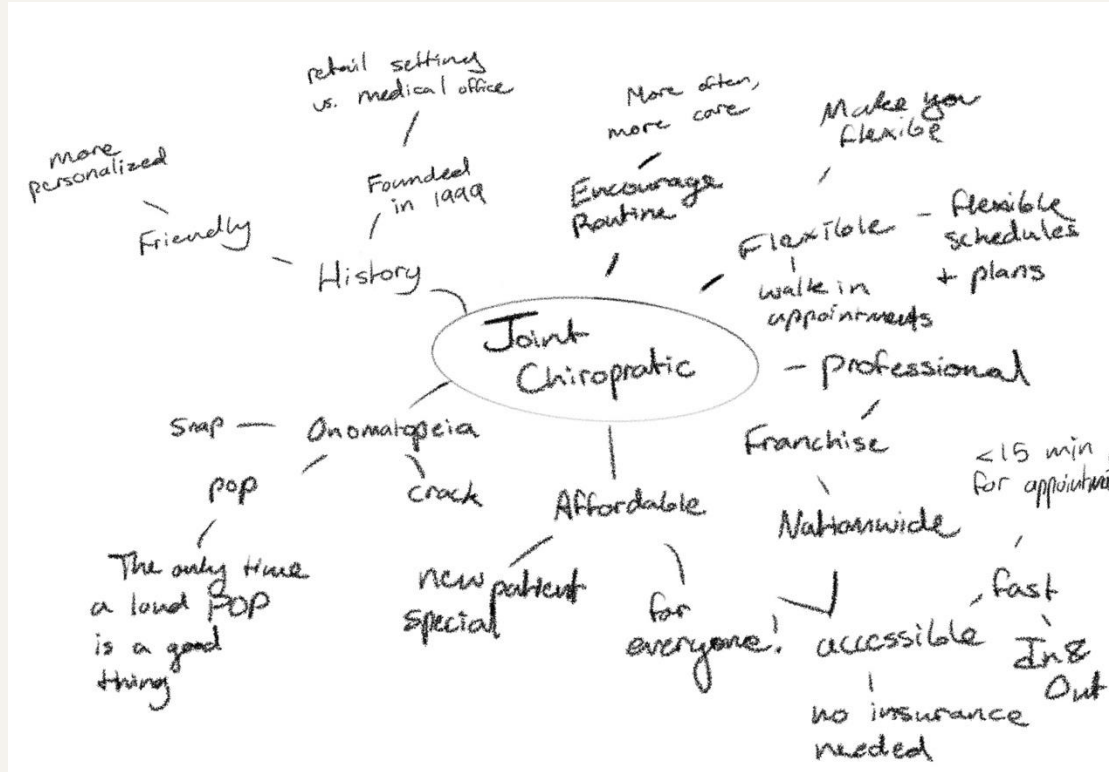 retail setting
vs. medical office
More often,
more care
Make you
flexible
more
personalized
Founded
in 1999
Encourage
Routine
Friendly
History
Flexible
flexible
schedules
+ plans
walk in
appointments
Joint
Chiropratic
- professional
Snap
Onomatopeia
pop
crack
Affordable
Franchise
<15 min
for appointm
Nationwide
The only time
a loud POP
is a good
thing
new patient
special
for
everyone!
accessible
fast
In &
Out
no insurance
needed